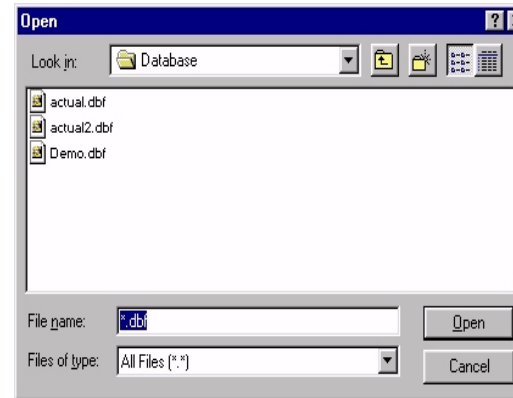 Open
Look in: Database
actual.dbf
actual2.dbf
Demo.dbf
File name: *.dbf Open
Files of type: All Files (*.*) Cancel